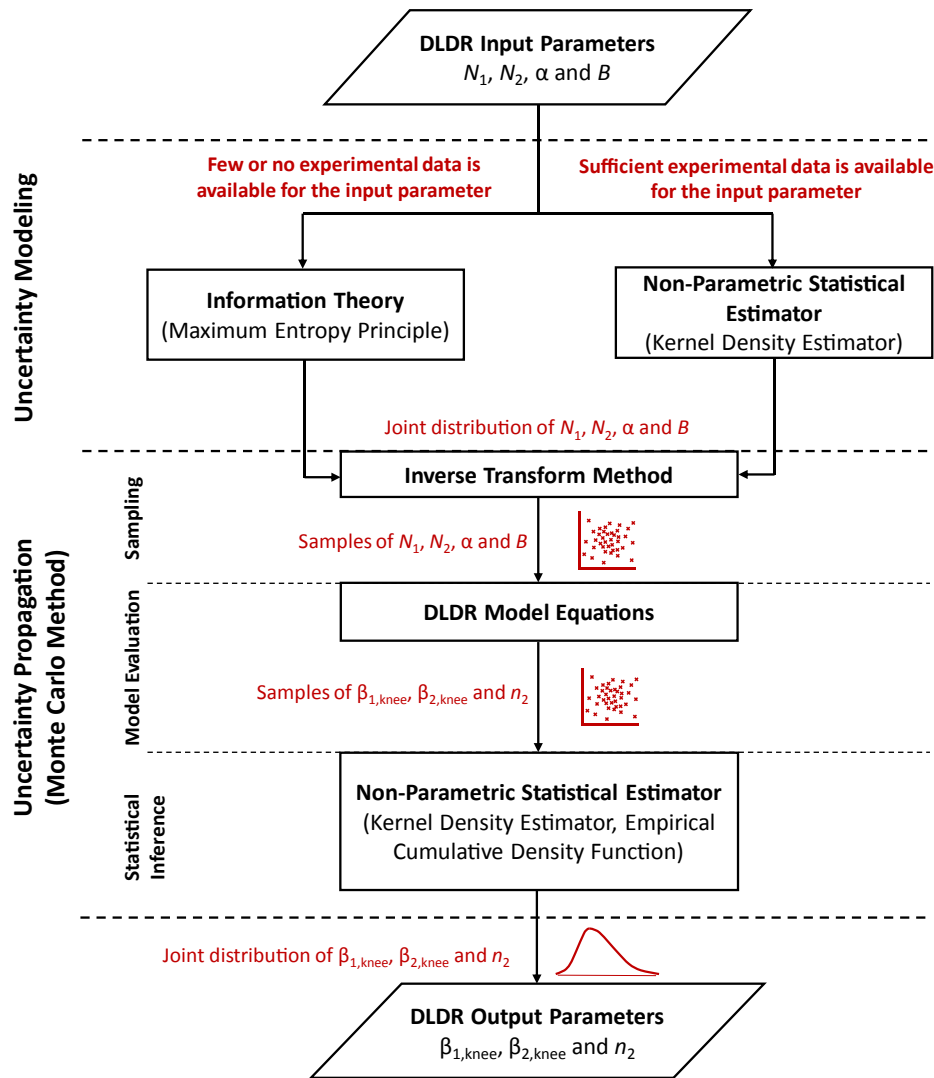 DLDR Input Parameters
N₁, N₂, α and B
Few or no experimental data is
available for the input parameter
Sufficient experimental data is available
for the input parameter
Uncertainty Modeling
Information Theory
(Maximum Entropy Principle)
Non-Parametric Statistical
Estimator
(Kernel Density Estimator)
Joint distribution of N₁, N₂, α and B
Uncertainty Propagation
(Monte Carlo Method)
Sampling
Inverse Transform Method
Samples of N₁, N₂, α and B
Model Evaluation
DLDR Model Equations
Samples of β₁,knee, β₂,knee and n₂
Statistical
Inference
Non-Parametric Statistical Estimator
(Kernel Density Estimator, Empirical
Cumulative Density Function)
Joint distribution of β₁,knee, β₂,knee and n₂
DLDR Output Parameters
β₁,knee, β₂,knee and n₂